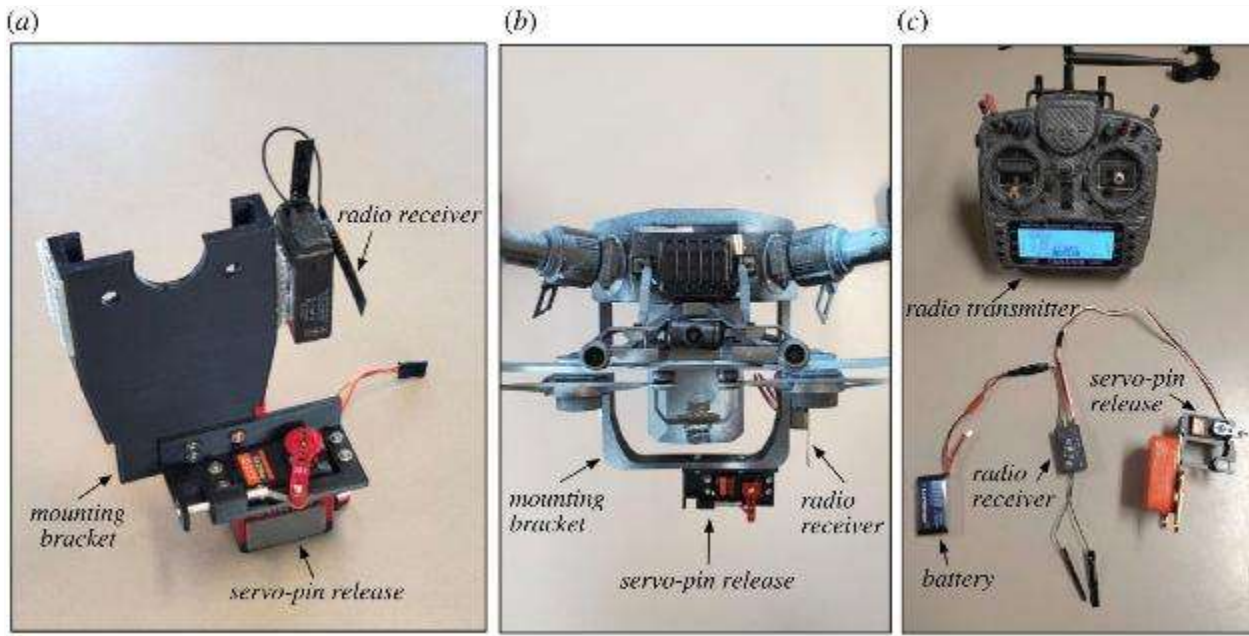 (a)
(b)
(c)
radio receiver
mounting
bracket
servo-pin release
mounting
bracket
radio
receiver
servo-pin release
radio transmitter
servo-pin
release
radio
receiver
battery